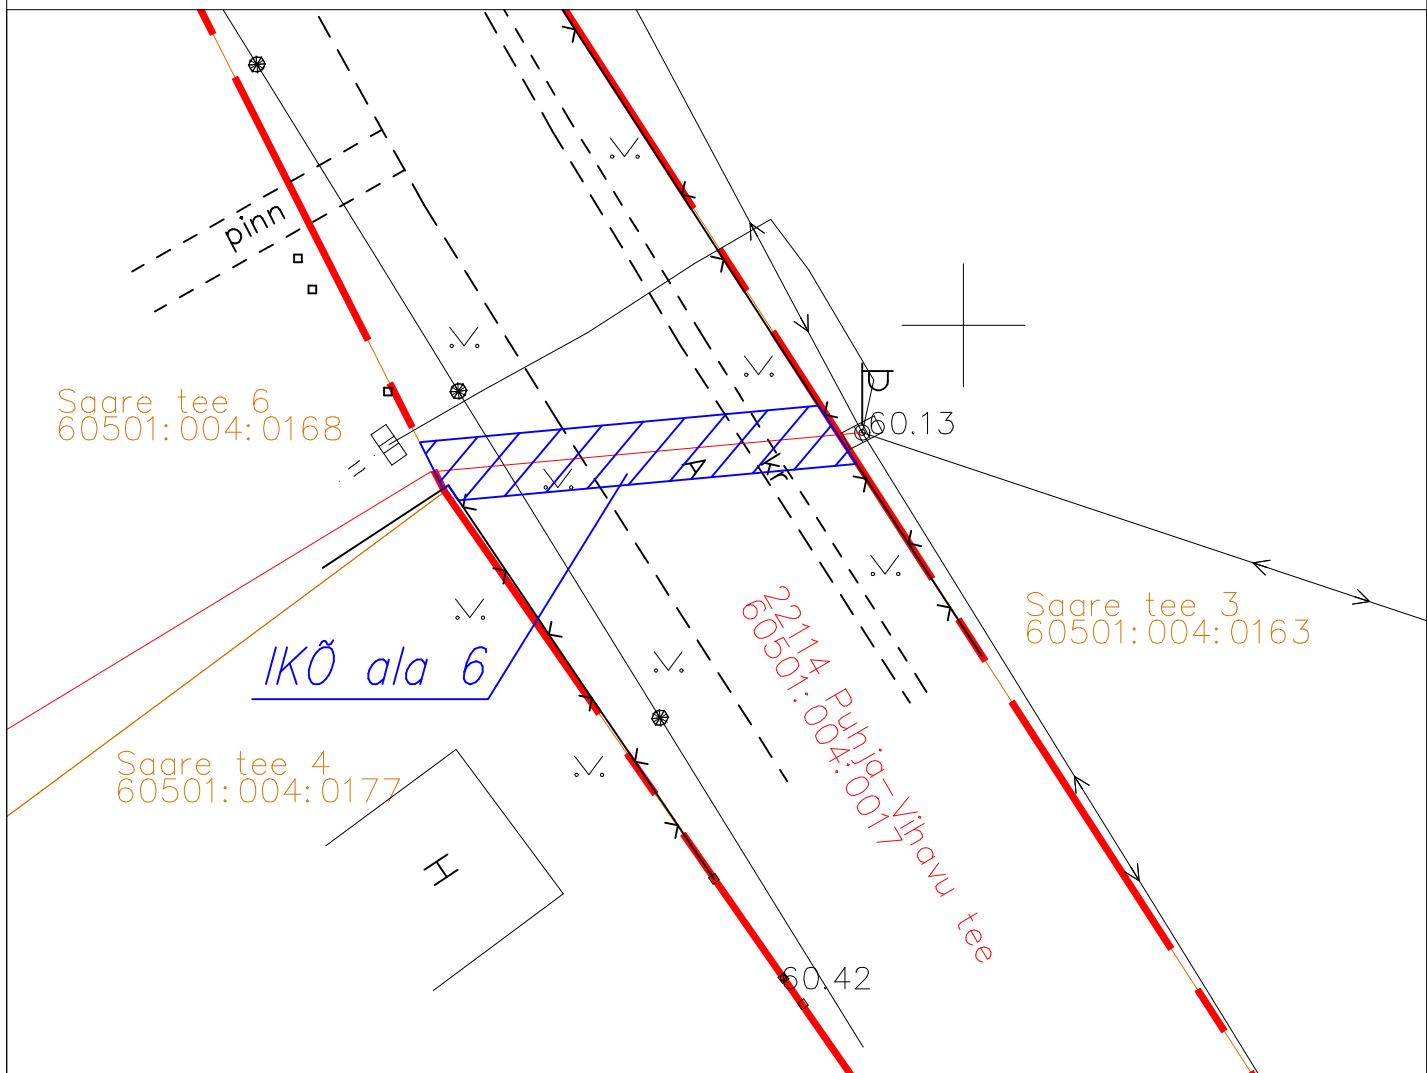 pinn
Saare tee 6
60501:004:0168
60.13
A
kr
22114 Puhja-Vihavu tee
60501:004:0017
Saare tee 3
60501:004:0163
IKÕ ala 6
Saare tee 4
60501:004:0177
H
60.42